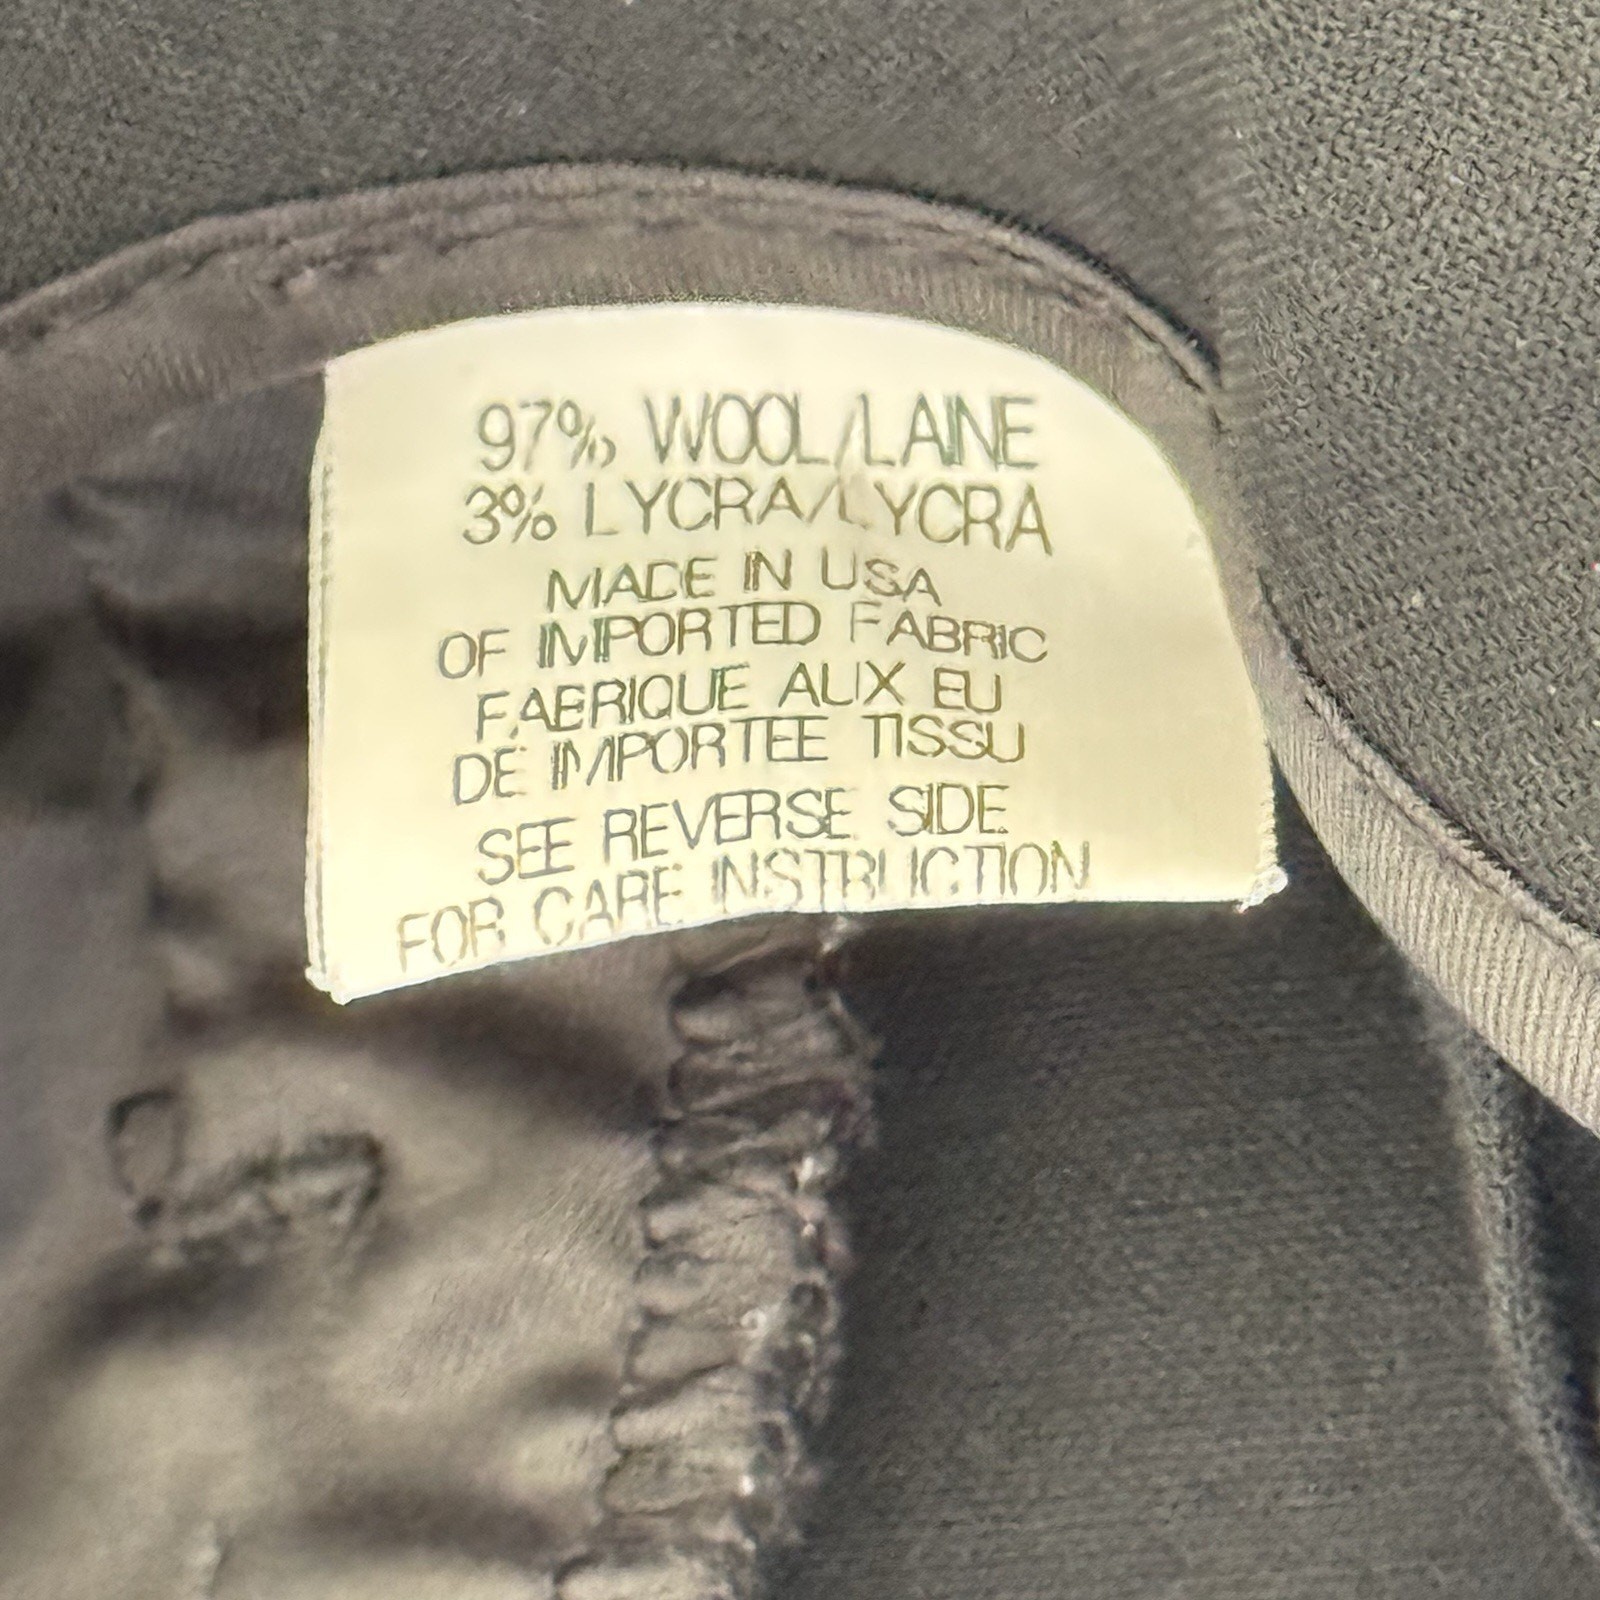 97% WOOL/LAINE
3% LYCRA/LYCRA
MADE IN USA
OF IMPORTED FABRIC
FABRIQUE AUX EU
DE IMPORTEE TISSU
SEE REVERSE SIDE
FOR CARE INSTRUCTION